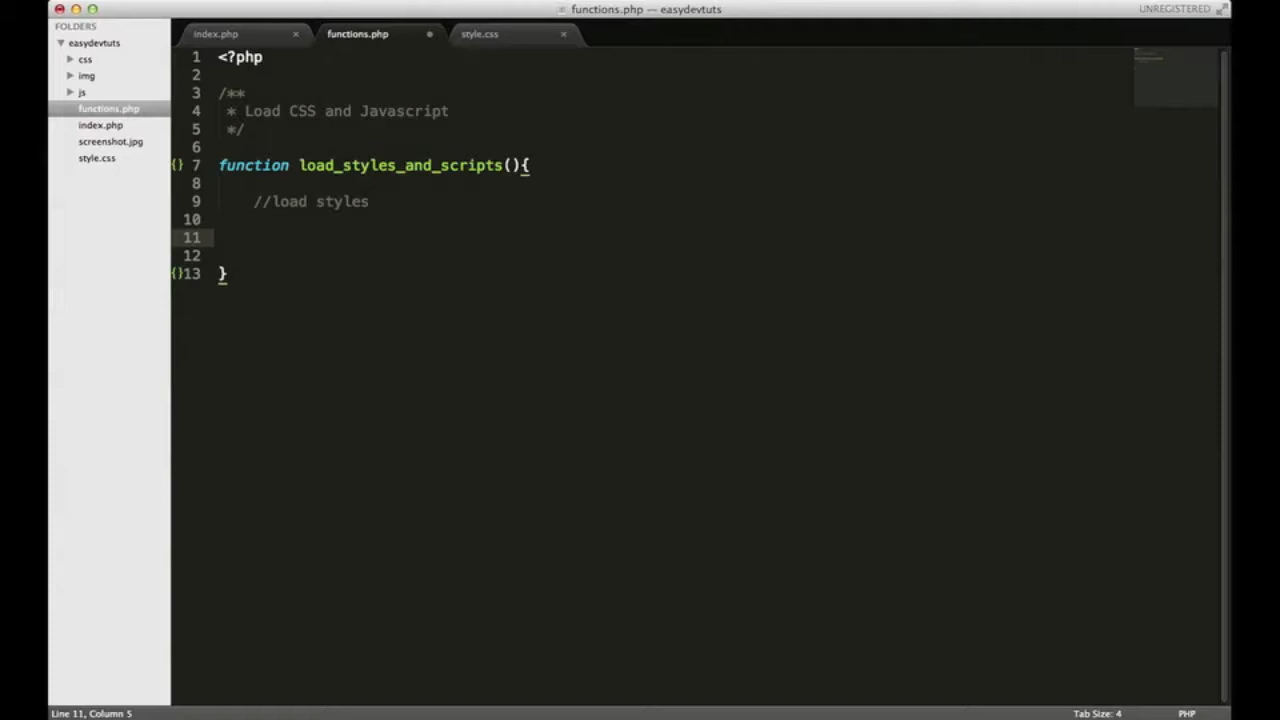 functions.php — easydevtuts
UNREGISTERED
FOLDERS
easydevtuts
css
img
js
functions.php
index.php
screenshot.jpg
style.css
index.php ×
functions.php
style.css ×
1 <?php
2
3 /**
4 * Load CSS and Javascript
5 */
6
{} 7 function load_styles_and_scripts(){
8
9 //load styles
10
11
12
{}13 }
Line 11, Column 5
Tab Size: 4
PHP